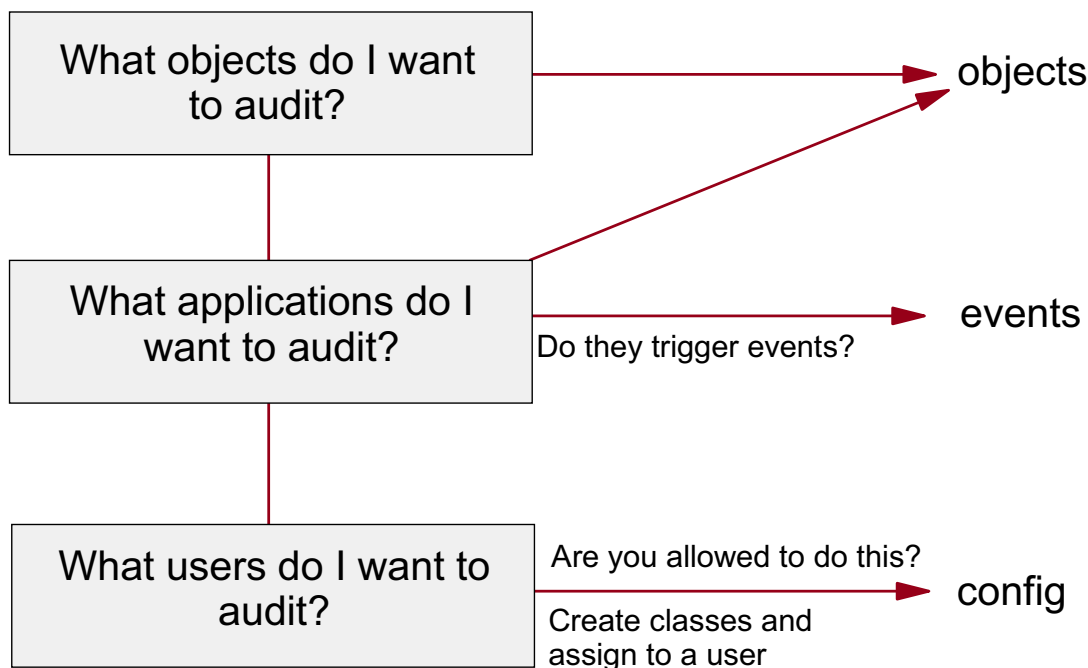 What objects do I want
to audit?
objects
What applications do I
want to audit?
Do they trigger events?
events
What users do I want to
audit?
Are you allowed to do this?
Create classes and
assign to a user
config